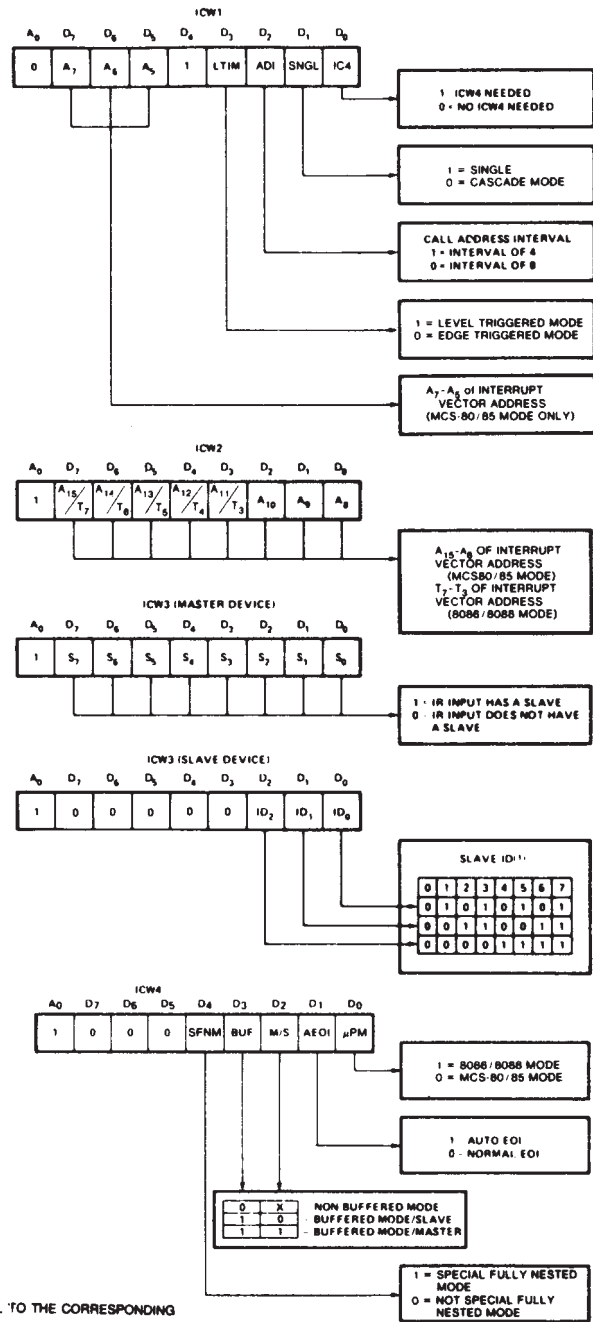 ICW1
A0 D7 D6 D5 D4 D3 D2 D1 D0
0 A7 A6 A5 1 LTIM ADI SNGL IC4
1 ICW4 NEEDED
0 = NO ICW4 NEEDED
1 = SINGLE
0 = CASCADE MODE
CALL ADDRESS INTERVAL
1 = INTERVAL OF 4
0 = INTERVAL OF 8
1 = LEVEL TRIGGERED MODE
0 = EDGE TRIGGERED MODE
A7-A5 of INTERRUPT
VECTOR ADDRESS
(MCS-80/85 MODE ONLY)
ICW2
A0 D7 D6 D5 D4 D3 D2 D1 D0
1 A15/T7 A14/T6 A13/T5 A12/T4 A11/T3 A10 A9 A8
A15-A8 OF INTERRUPT
VECTOR ADDRESS
(MCS80/85 MODE)
T7-T3 OF INTERRUPT
VECTOR ADDRESS
(8086/8088 MODE)
ICW3 (MASTER DEVICE)
A0 D7 D6 D5 D4 D3 D2 D1 D0
1 S7 S6 S5 S4 S3 S2 S1 S0
1 = IR INPUT HAS A SLAVE
0 - IR INPUT DOES NOT HAVE
A SLAVE
ICW3 (SLAVE DEVICE)
A0 D7 D6 D5 D4 D3 D2 D1 D0
1 0 0 0 0 0 ID2 ID1 ID0
SLAVE ID(1)
0 1 2 3 4 5 6 7
0 1 0 1 0 1 0 1
0 0 1 1 0 0 1 1
0 0 0 0 1 1 1 1
ICW4
A0 D7 D6 D5 D4 D3 D2 D1 D0
1 0 0 0 SFNM BUF M/S AEOI µPM
1 = 8086/8088 MODE
0 = MCS-80/85 MODE
1 AUTO EOI
0 - NORMAL EOI
0 X - NON BUFFERED MODE
1 0 - BUFFERED MODE/SLAVE
1 1 - BUFFERED MODE/MASTER
1 = SPECIAL FULLY NESTED
MODE
0 = NOT SPECIAL FULLY
NESTED MODE
TO THE CORRESPONDING